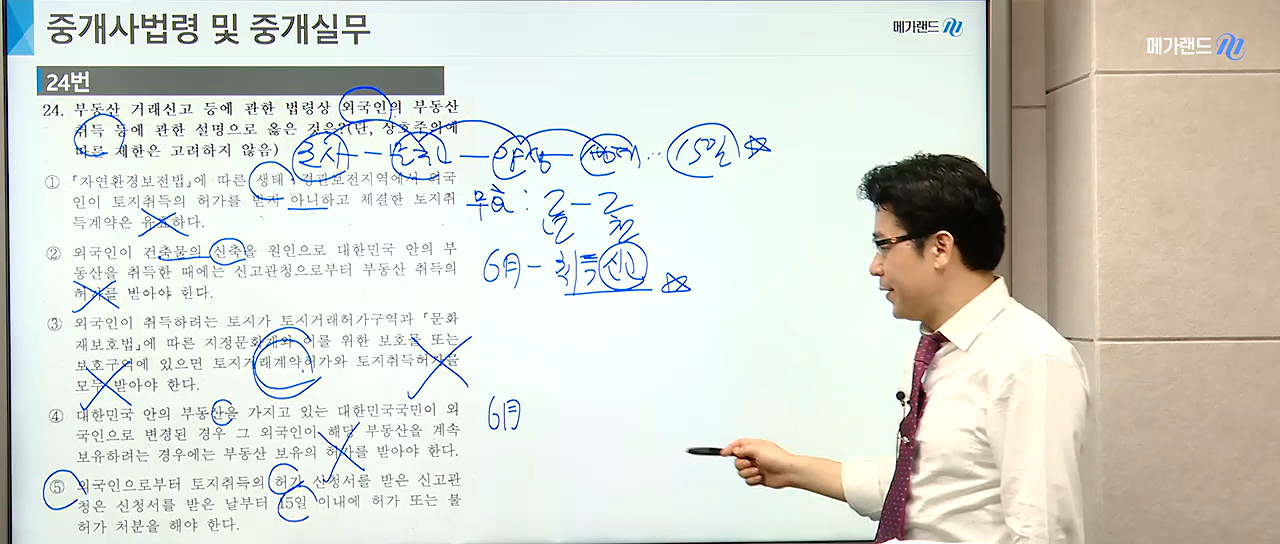 중개사법령 및 중개실무
메가랜드
메가랜드
24번
24. 부동산 거래신고 등에 관한 법령상 외국인의 부동산
취득 등에 관한 설명으로 옳은 것은?(단, 상호주의에
따른 제한은 고려하지 않음)
15일
① 「자연환경보전법」에 따른 생태·경관보전지역에서 외국
인이 토지취득의 허가를 받지 아니하고 체결한 토지취
득계약은 유효하다.
무효 :
② 외국인이 건축물의 신축을 원인으로 대한민국 안의 부
동산을 취득한 때에는 신고관청으로부터 부동산 취득의
허가를 받아야 한다.
6月 - 취득신고
③ 외국인이 취득하려는 토지가 토지거래허가구역과 「문화
재보호법」에 따른 지정문화재와 이를 위한 보호물 또는
보호구역에 있으면 토지거래계약허가와 토지취득허가를
모두 받아야 한다.
④ 대한민국 안의 부동산을 가지고 있는 대한민국국민이 외
국인으로 변경된 경우 그 외국인이 해당 부동산을 계속
보유하려는 경우에는 부동산 보유의 허가를 받아야 한다.
6月
⑤ 외국인으로부터 토지취득의 허가 신청서를 받은 신고관
청은 신청서를 받은 날부터 15일 이내에 허가 또는 불
허가 처분을 해야 한다.